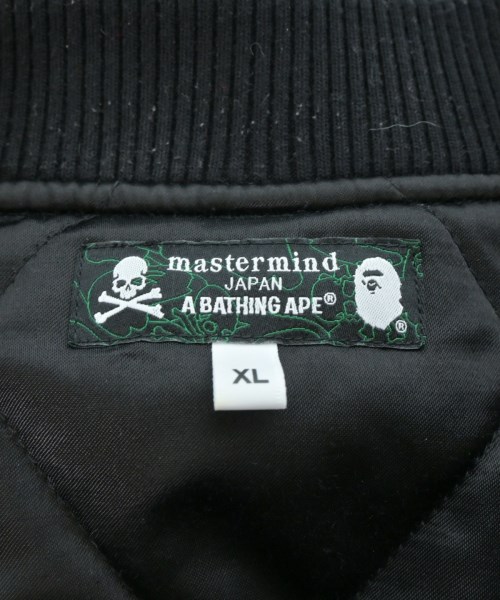 mastermind
JAPAN
A BATHING APE®
®
XL